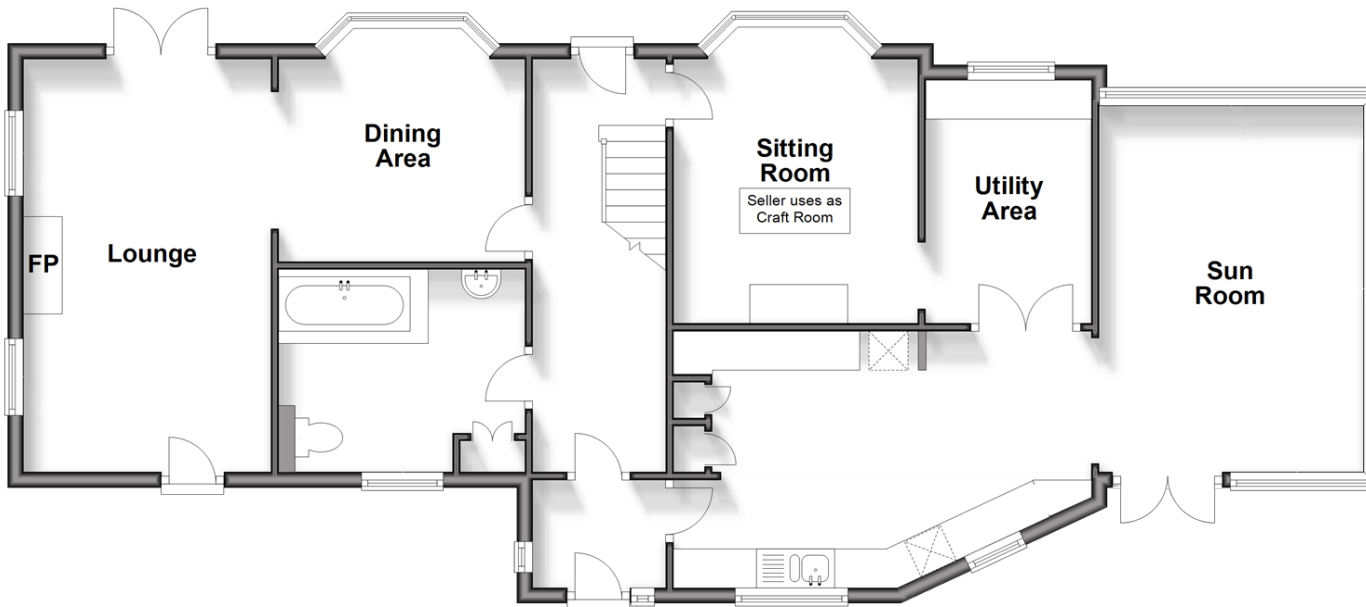 Dining
Area
Sitting
Room
Seller uses as
Craft Room
Utility
Area
Lounge
FP
Sun
Room